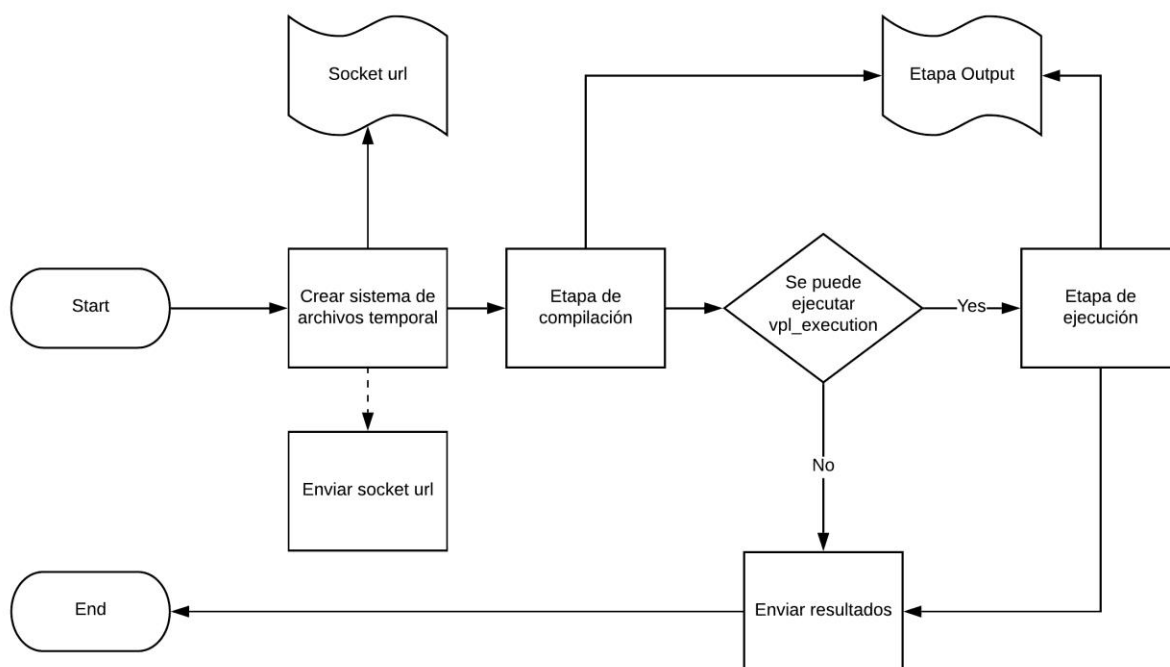 Socket url
Etapa Output
Start
Crear sistema de
archivos temporal
Etapa de
compilación
Se puede
ejecutar
vpl_execution
Yes
Etapa de
ejecución
Enviar socket url
No
End
Enviar resultados